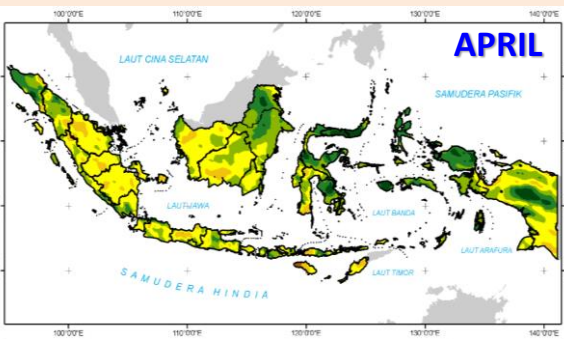 100°0'0"E 110°0'0"E 120°0'0"E 130°0'0"E 140°0'0"E
APRIL
LAUT CINA SELATAN
SAMUDERA PASIFIK
LAUT JAWA
LAUT BANDA
LAUT ARAFURA
LAUT TIMOR
SAMUDERA HINDIA
100°0'0"E 110°0'0"E 120°0'0"E 130°0'0"E 140°0'0"E